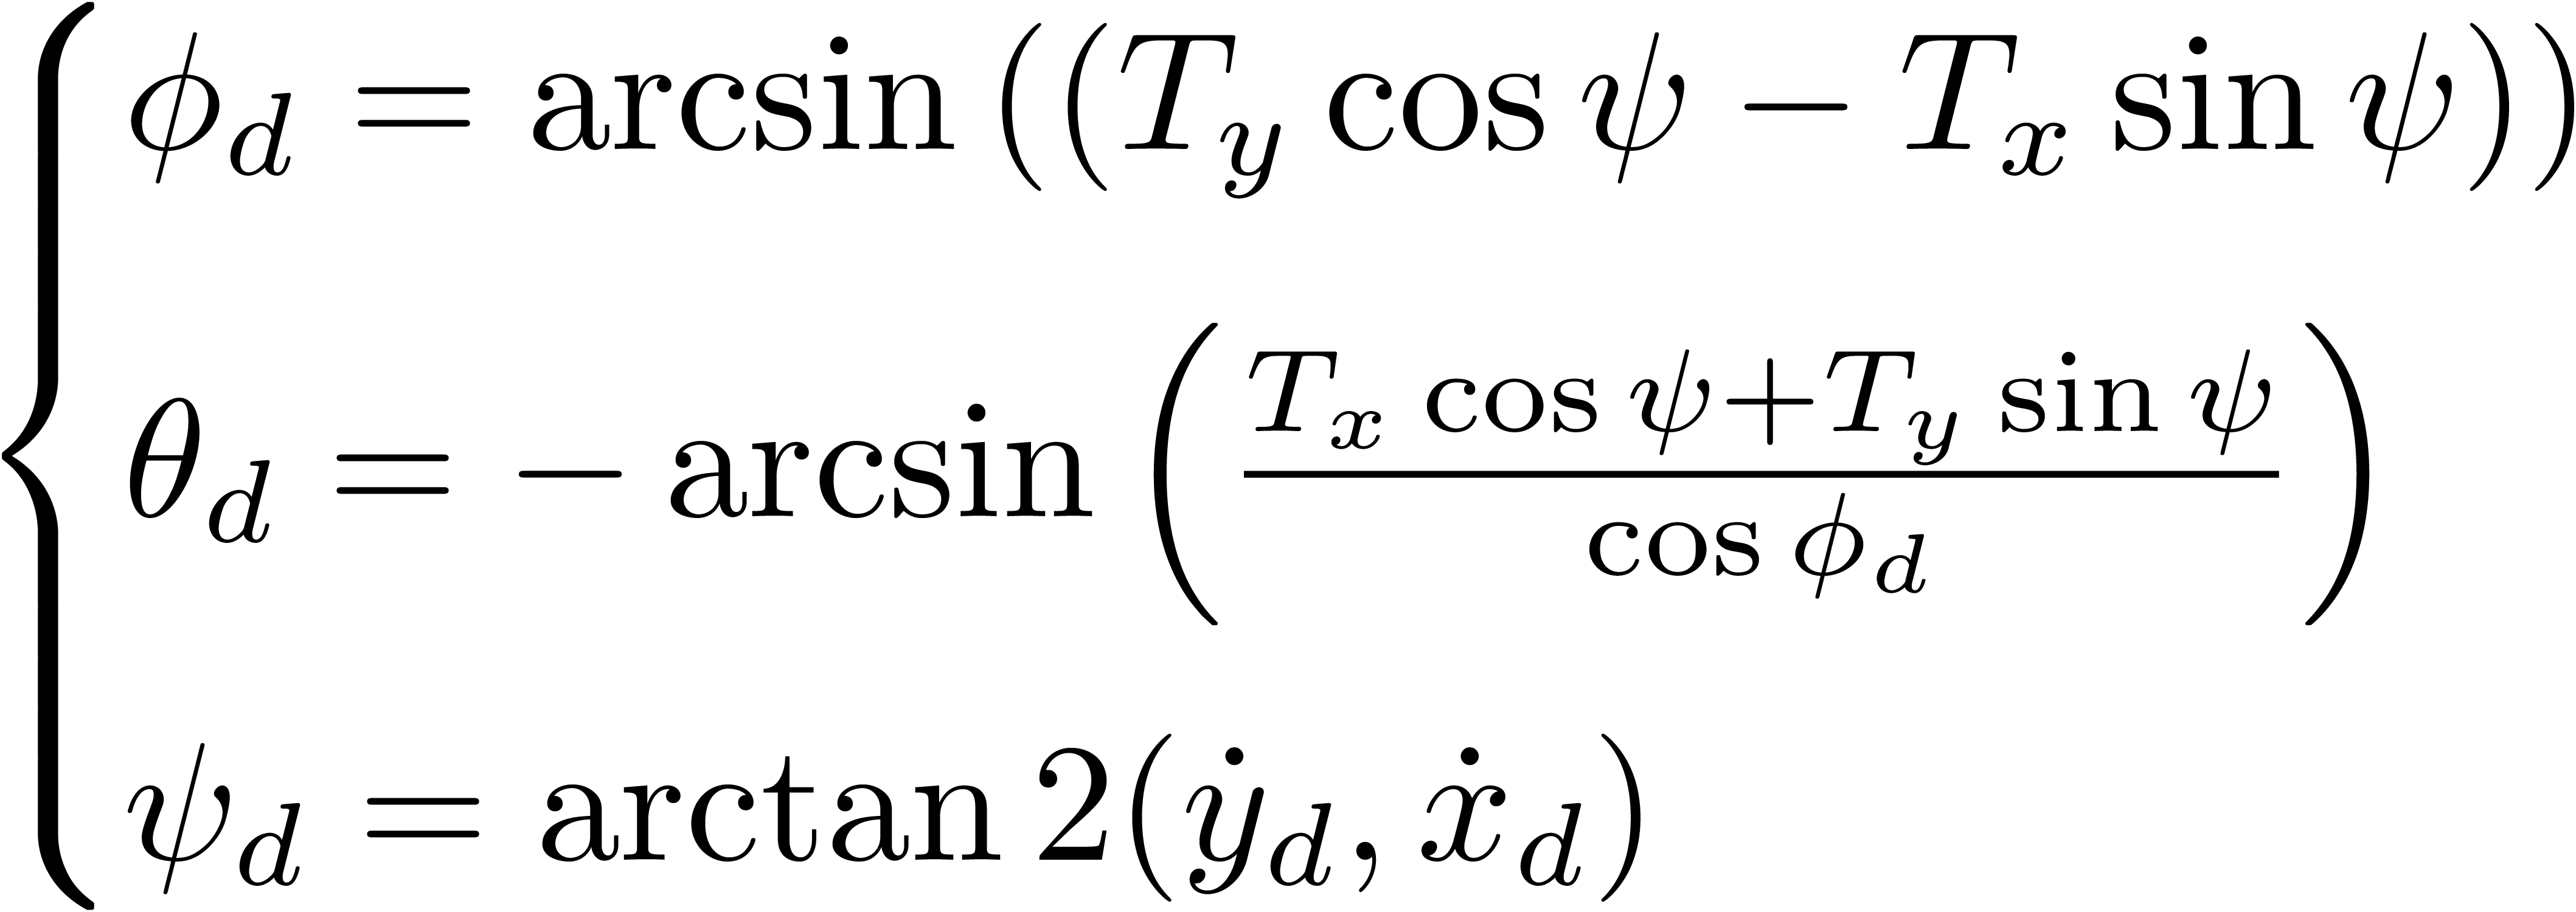 ϕ_d = arcsin ((T_y cos ψ − T_x sin ψ))
θ_d = − arcsin ( (T_x cos ψ+T_y sin ψ) / (cos ϕ_d) )
ψ_d = arctan 2(ẏ_d, ẋ_d)